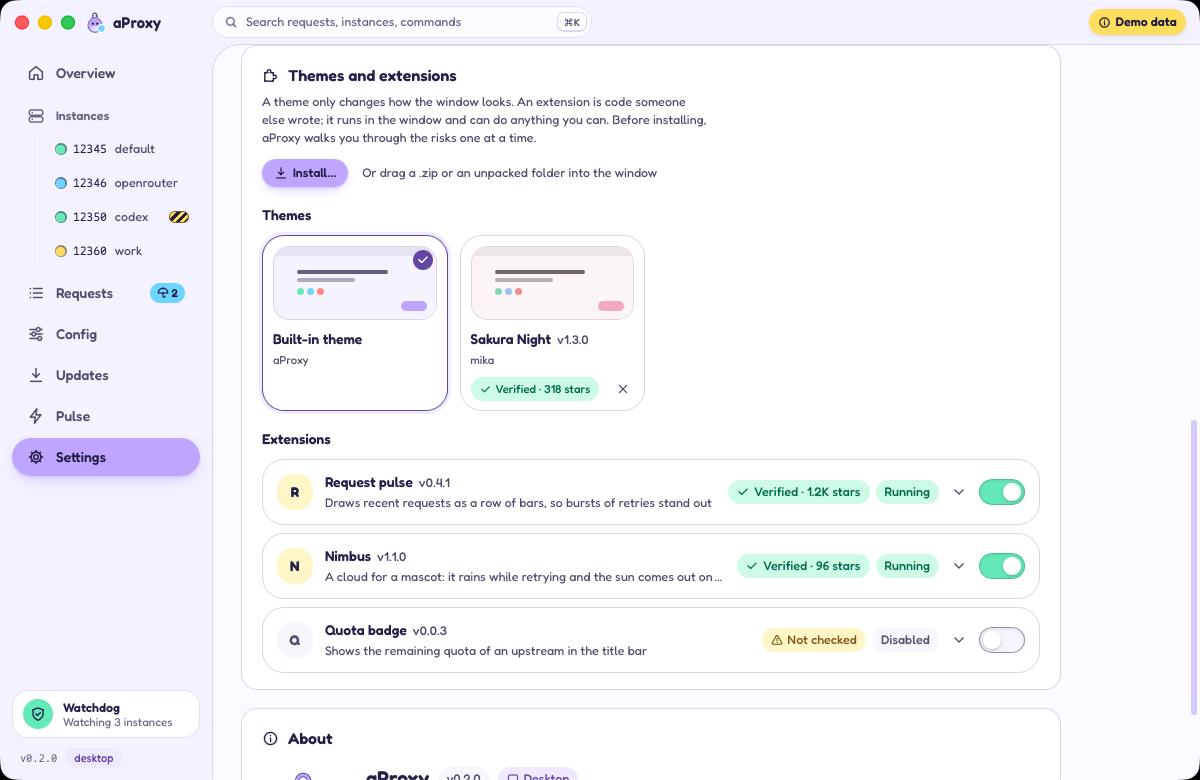 aProxy
Search requests, instances, commands
⌘K
Demo data
Overview
Instances
12345 default
12346 openrouter
12350 codex
12360 work
Requests
2
Config
Updates
Pulse
Settings
Watchdog
Watching 3 instances
v0.2.0 desktop
Themes and extensions
A theme only changes how the window looks. An extension is code someone
else wrote; it runs in the window and can do anything you can. Before installing,
aProxy walks you through the risks one at a time.
Install...
Or drag a .zip or an unpacked folder into the window
Themes
Built-in theme
aProxy
Sakura Night v1.3.0
mika
Verified · 318 stars
Extensions
R
Request pulse v0.4.1
Draws recent requests as a row of bars, so bursts of retries stand out
Verified · 1.2K stars
Running
N
Nimbus v1.1.0
A cloud for a mascot: it rains while retrying and the sun comes out on...
Verified · 96 stars
Running
Q
Quota badge v0.0.3
Shows the remaining quota of an upstream in the title bar
Not checked
Disabled
About
aProxy v0.2.0 Desktop